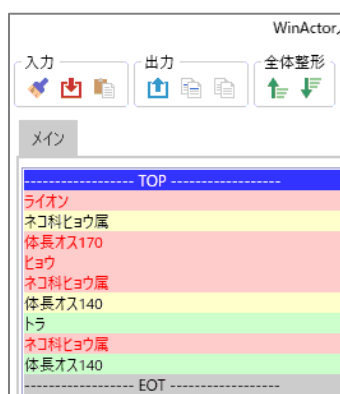 WinActor
入力 出力 全体整形
メイン
------------------ TOP ------------------
ライオン
ネコ科ヒョウ属
体長オス170
ヒョウ
ネコ科ヒョウ属
体長オス140
トラ
ネコ科ヒョウ属
体長オス140
------------------ EOT ------------------